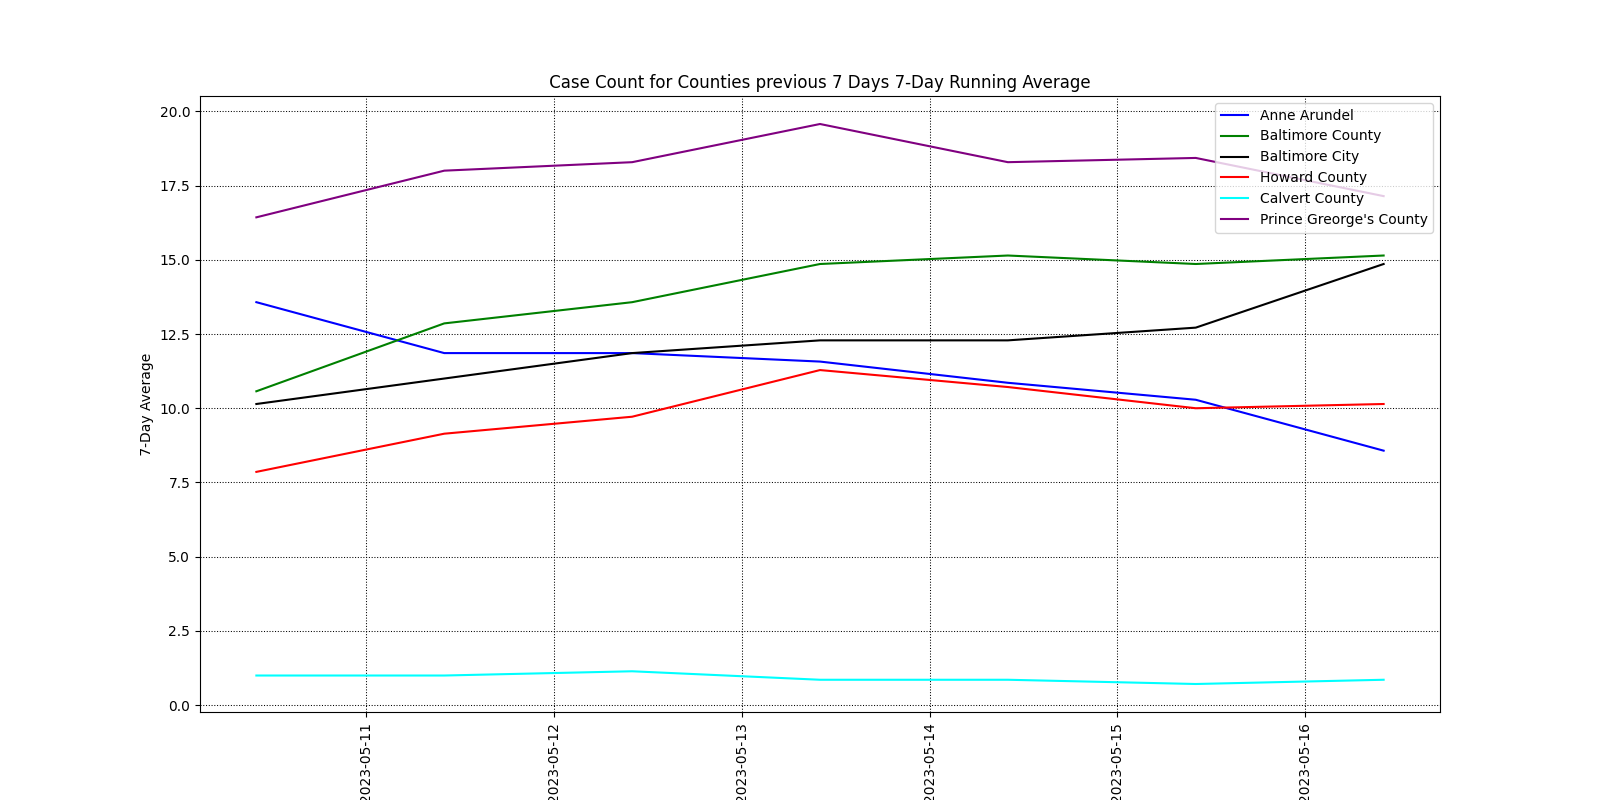 Case Count for Counties previous 7 Days 7-Day Running Average
20.0
17.5
15.0
12.5
10.0
7.5
5.0
2.5
0.0
7-Day Average
Anne Arundel
Baltimore County
Baltimore City
Howard County
Calvert County
Prince Greorge's County
2023-05-11
2023-05-12
2023-05-13
2023-05-14
2023-05-15
2023-05-16